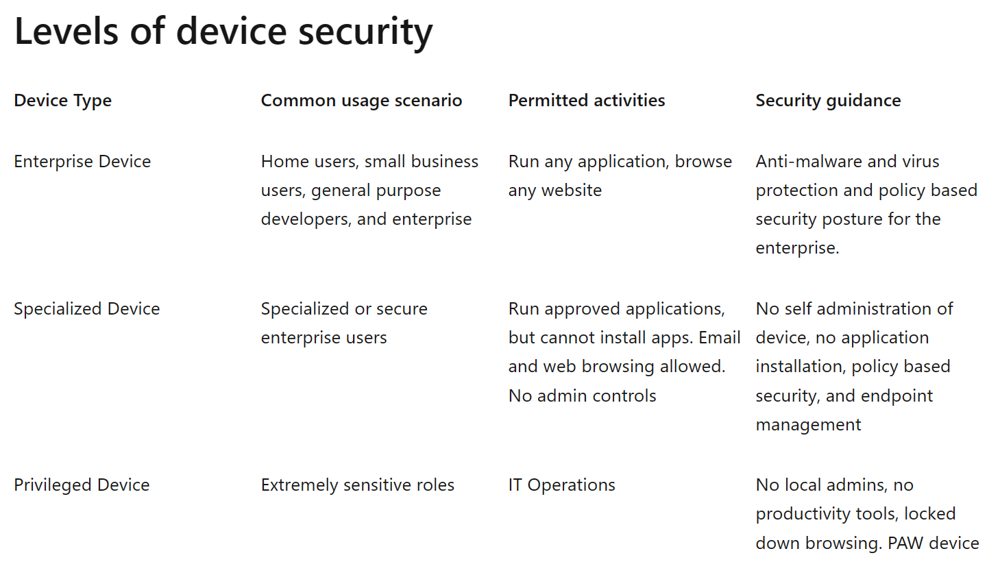 Levels of device security
Device Type
Common usage scenario
Permitted activities
Security guidance
Enterprise Device
Home users, small business
users, general purpose
developers, and enterprise
Run any application, browse
any website
Anti-malware and virus
protection and policy based
security posture for the
enterprise.
Specialized Device
Specialized or secure
enterprise users
Run approved applications,
but cannot install apps. Email
and web browsing allowed.
No admin controls
No self administration of
device, no application
installation, policy based
security, and endpoint
management
Privileged Device
Extremely sensitive roles
IT Operations
No local admins, no
productivity tools, locked
down browsing. PAW device